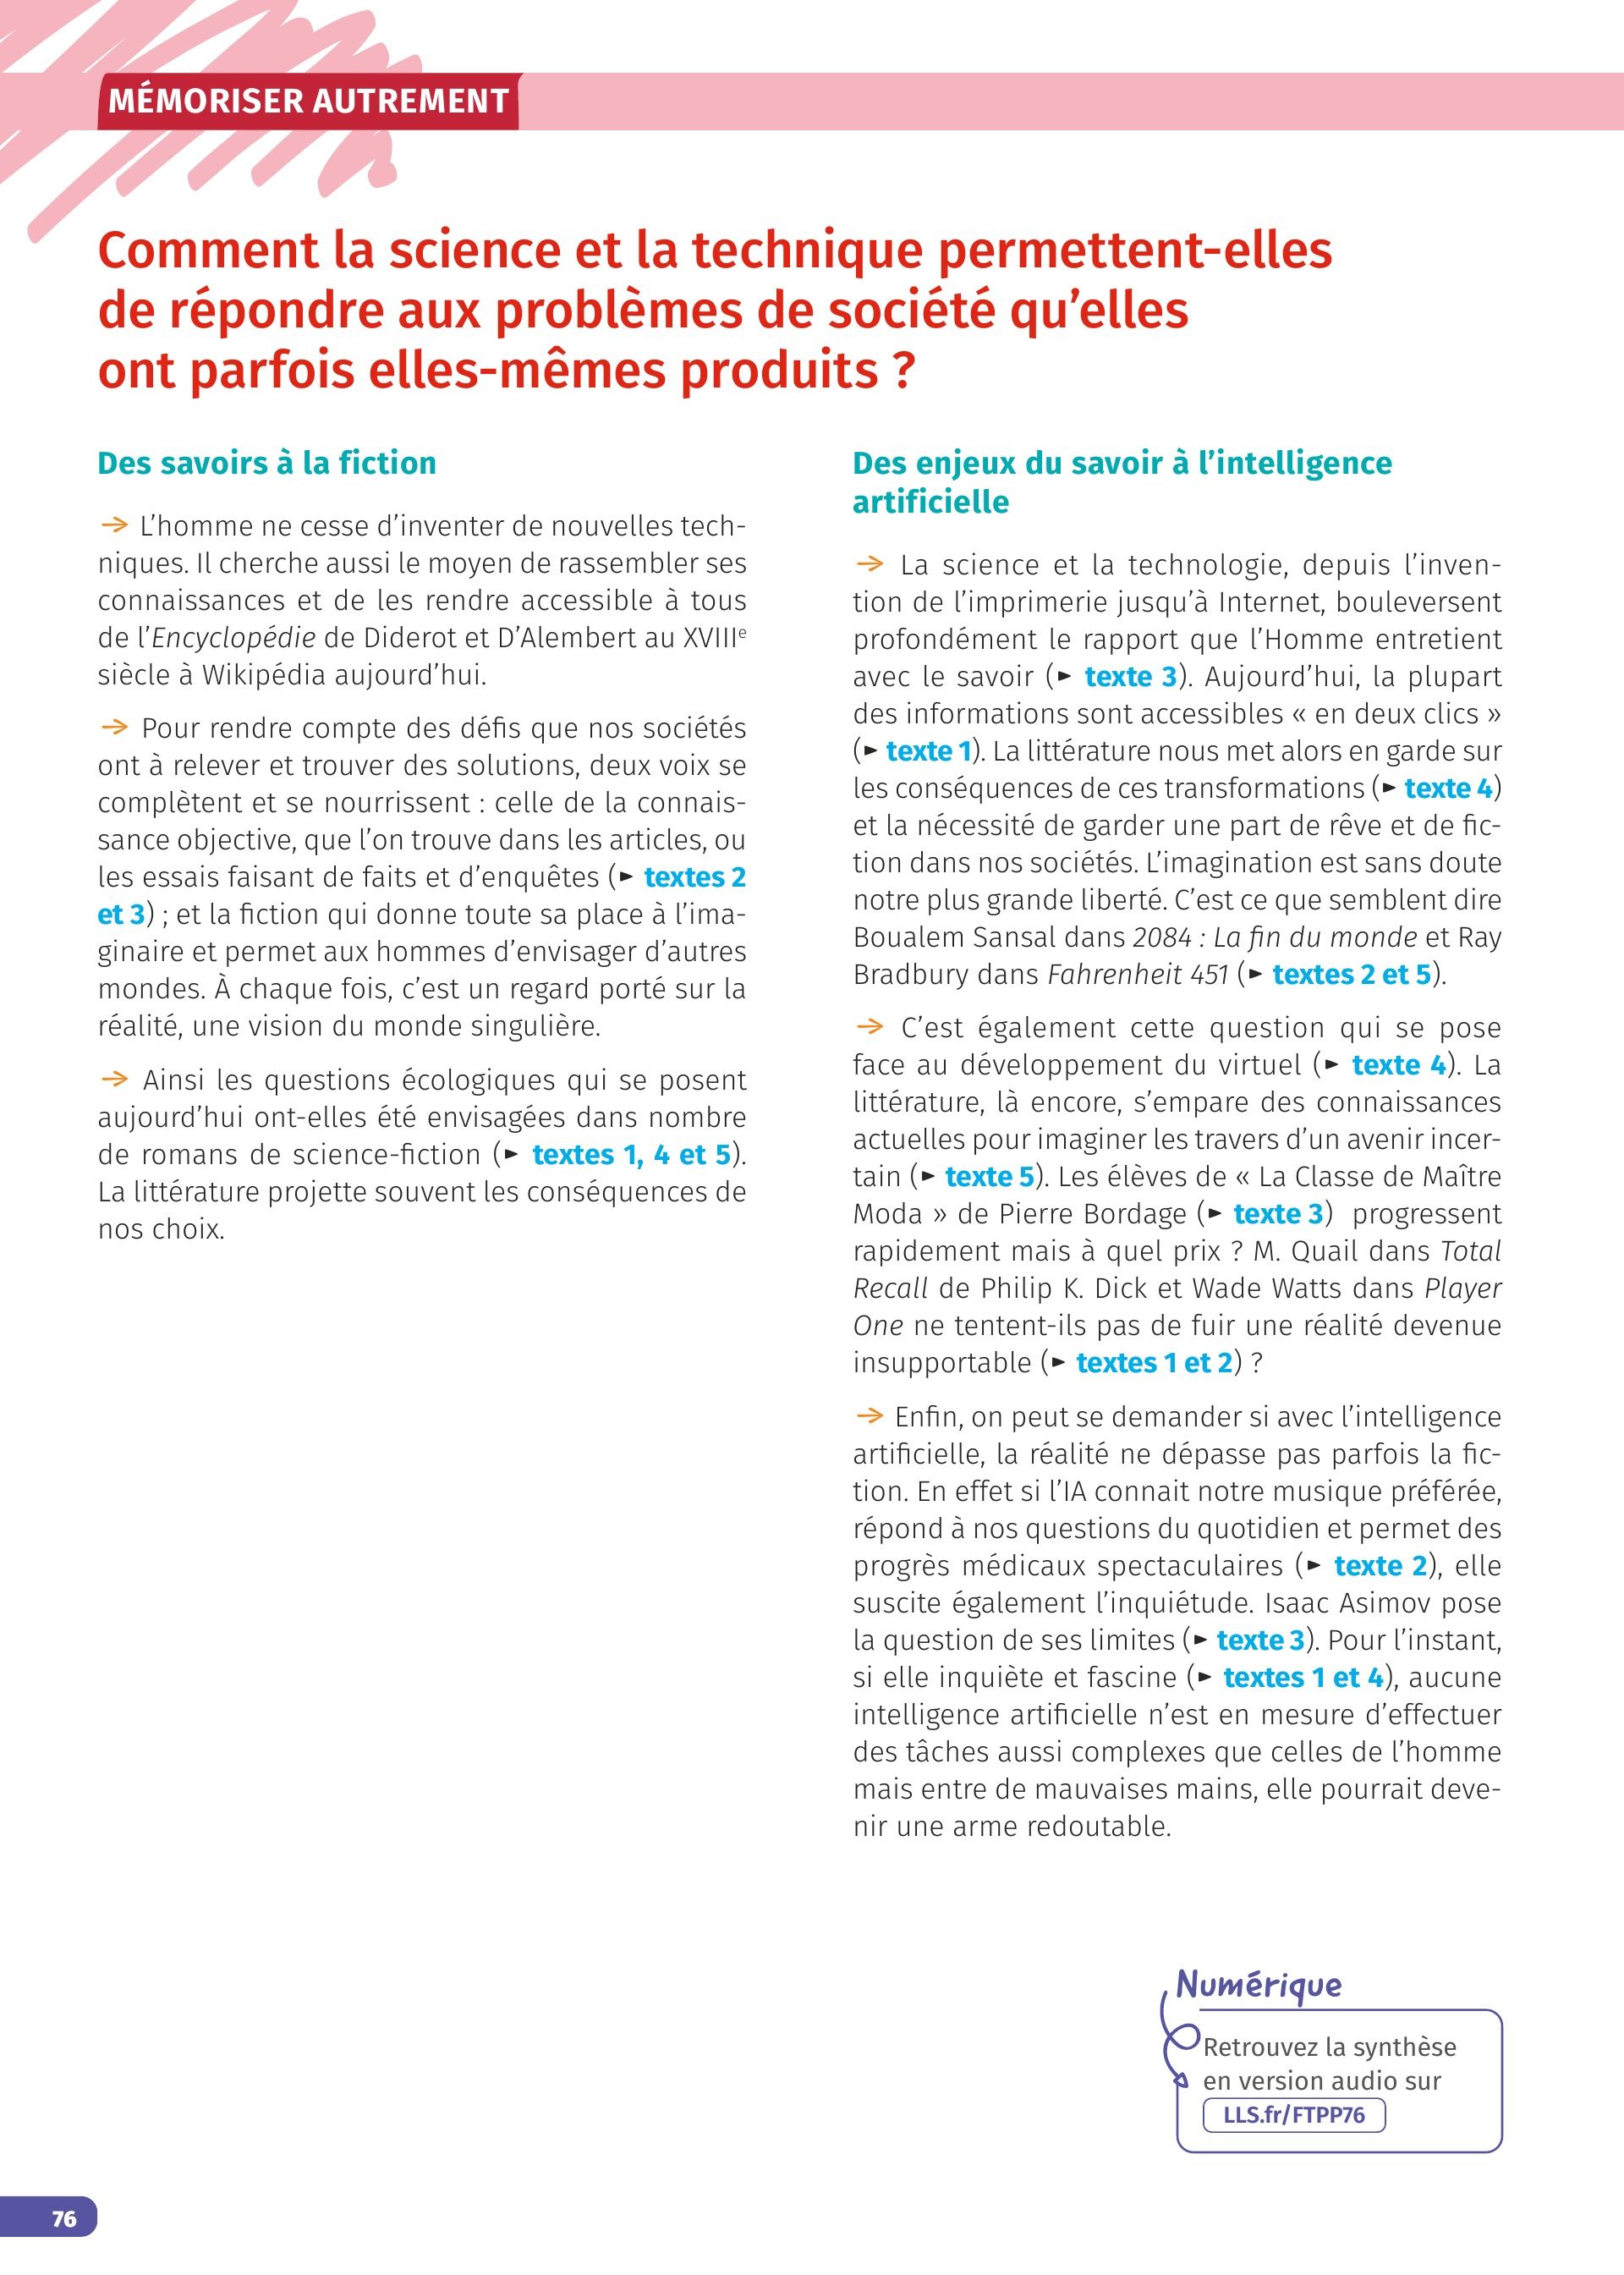 MÉMORISER AUTREMENT
Comment la science et la technique permettent-elles
de répondre aux problèmes de société qu’elles
ont parfois elles-mêmes produits ?
Des savoirs à la fiction
→ L’homme ne cesse d’inventer de nouvelles tech-
niques. Il cherche aussi le moyen de rassembler ses
connaissances et de les rendre accessible à tous
de l’Encyclopédie de Diderot et D’Alembert au XVIIIe
siècle à Wikipédia aujourd’hui.
→ Pour rendre compte des défis que nos sociétés
ont à relever et trouver des solutions, deux voix se
complètent et se nourrissent : celle de la connais-
sance objective, que l’on trouve dans les articles, ou
les essais faisant de faits et d’enquêtes (► textes 2
et 3) ; et la fiction qui donne toute sa place à l’ima-
ginaire et permet aux hommes d’envisager d’autres
mondes. À chaque fois, c’est un regard porté sur la
réalité, une vision du monde singulière.
→ Ainsi les questions écologiques qui se posent
aujourd’hui ont-elles été envisagées dans nombre
de romans de science-fiction (► textes 1, 4 et 5).
La littérature projette souvent les conséquences de
nos choix.
Des enjeux du savoir à l’intelligence
artificielle
→ La science et la technologie, depuis l’inven-
tion de l’imprimerie jusqu’à Internet, bouleversent
profondément le rapport que l’Homme entretient
avec le savoir (► texte 3). Aujourd’hui, la plupart
des informations sont accessibles « en deux clics »
(► texte 1). La littérature nous met alors en garde sur
les conséquences de ces transformations (► texte 4)
et la nécessité de garder une part de rêve et de fic-
tion dans nos sociétés. L’imagination est sans doute
notre plus grande liberté. C’est ce que semblent dire
Boualem Sansal dans 2084 : La fin du monde et Ray
Bradbury dans Fahrenheit 451 (► textes 2 et 5).
→ C’est également cette question qui se pose
face au développement du virtuel (► texte 4). La
littérature, là encore, s’empare des connaissances
actuelles pour imaginer les travers d’un avenir incer-
tain (► texte 5). Les élèves de « La Classe de Maître
Moda » de Pierre Bordage (► texte 3) progressent
rapidement mais à quel prix ? M. Quail dans Total
Recall de Philip K. Dick et Wade Watts dans Player
One ne tentent-ils pas de fuir une réalité devenue
insupportable (► textes 1 et 2) ?
→ Enfin, on peut se demander si avec l’intelligence
artificielle, la réalité ne dépasse pas parfois la fic-
tion. En effet si l’IA connait notre musique préférée,
répond à nos questions du quotidien et permet des
progrès médicaux spectaculaires (► texte 2), elle
suscite également l’inquiétude. Isaac Asimov pose
la question de ses limites (► texte 3). Pour l’instant,
si elle inquiète et fascine (► textes 1 et 4), aucune
intelligence artificielle n’est en mesure d’effectuer
des tâches aussi complexes que celles de l’homme
mais entre de mauvaises mains, elle pourrait deve-
nir une arme redoutable.
Numérique
Retrouvez la synthèse
en version audio sur
LLS.fr/FTPP76
76